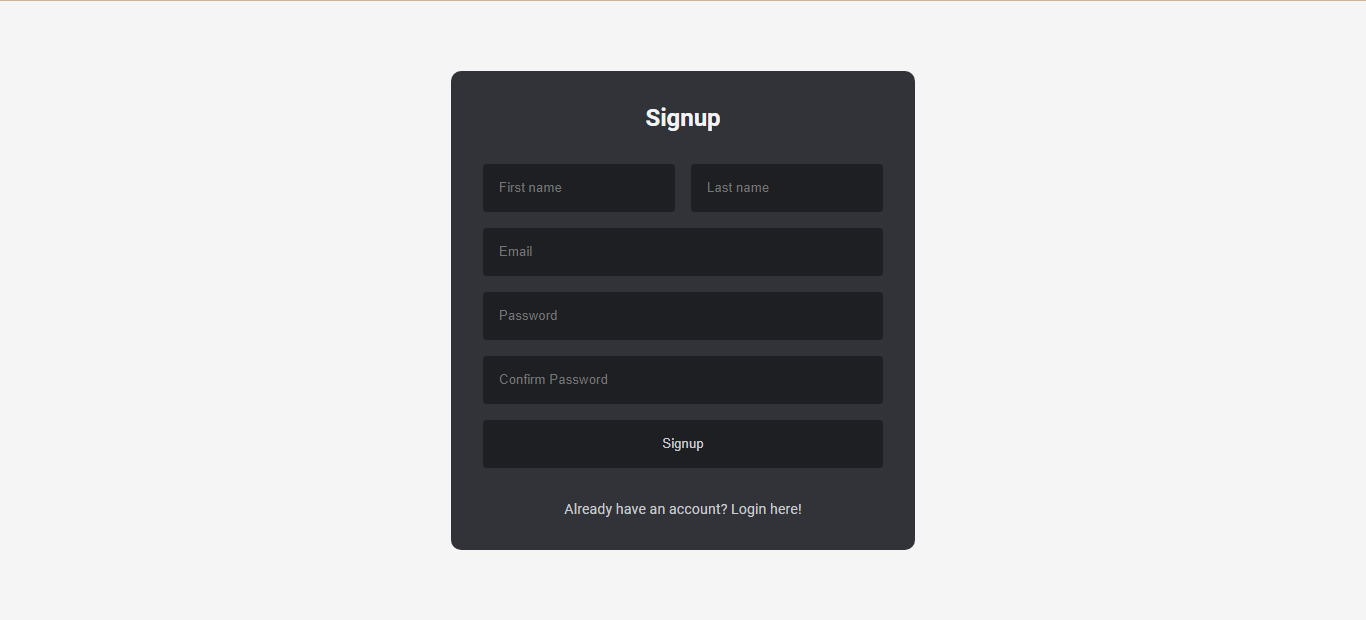 Signup
First name Last name
Email
Password
Confirm Password
Signup
Already have an account? Login here!